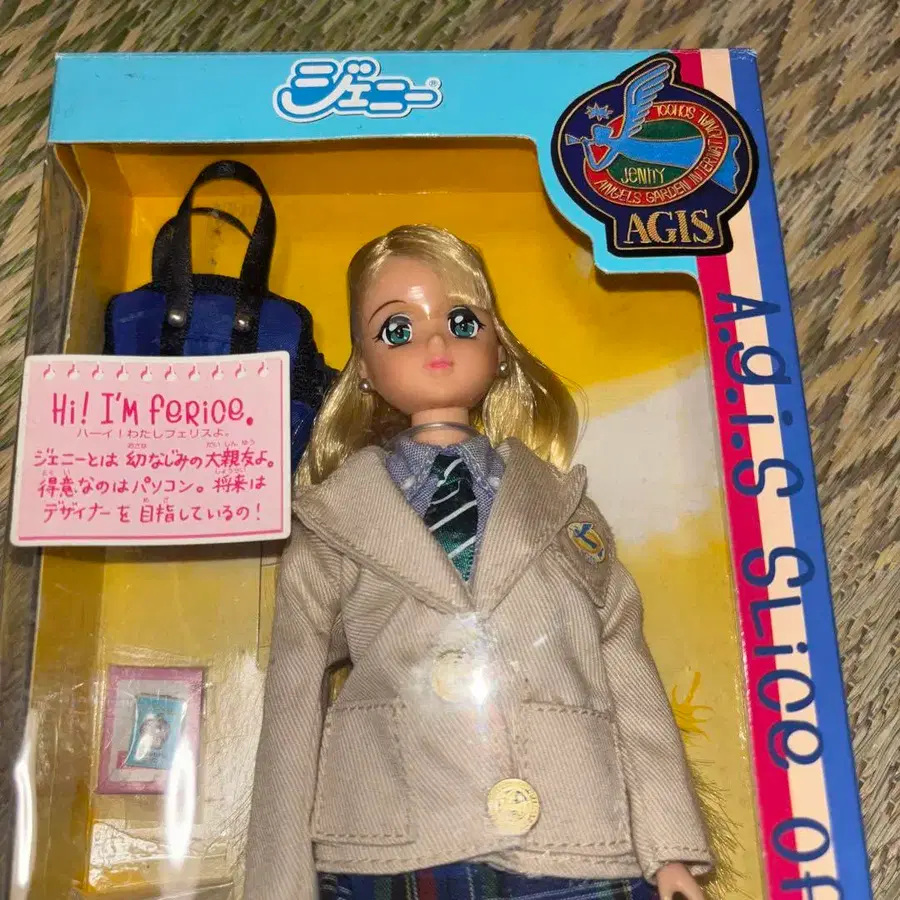 ジェニー®
JENNY
ANGELS GARDEN INTERNATIONAL SCHOOL
AGIS
A.g.i.S SLice Of
Hi! I'm ferice.
ハーイ！わたしフェリスよ。
ジェニーとは 幼なじみの大親友よ。
得意なのはパソコン。将来は
デザイナーを目指しているの！